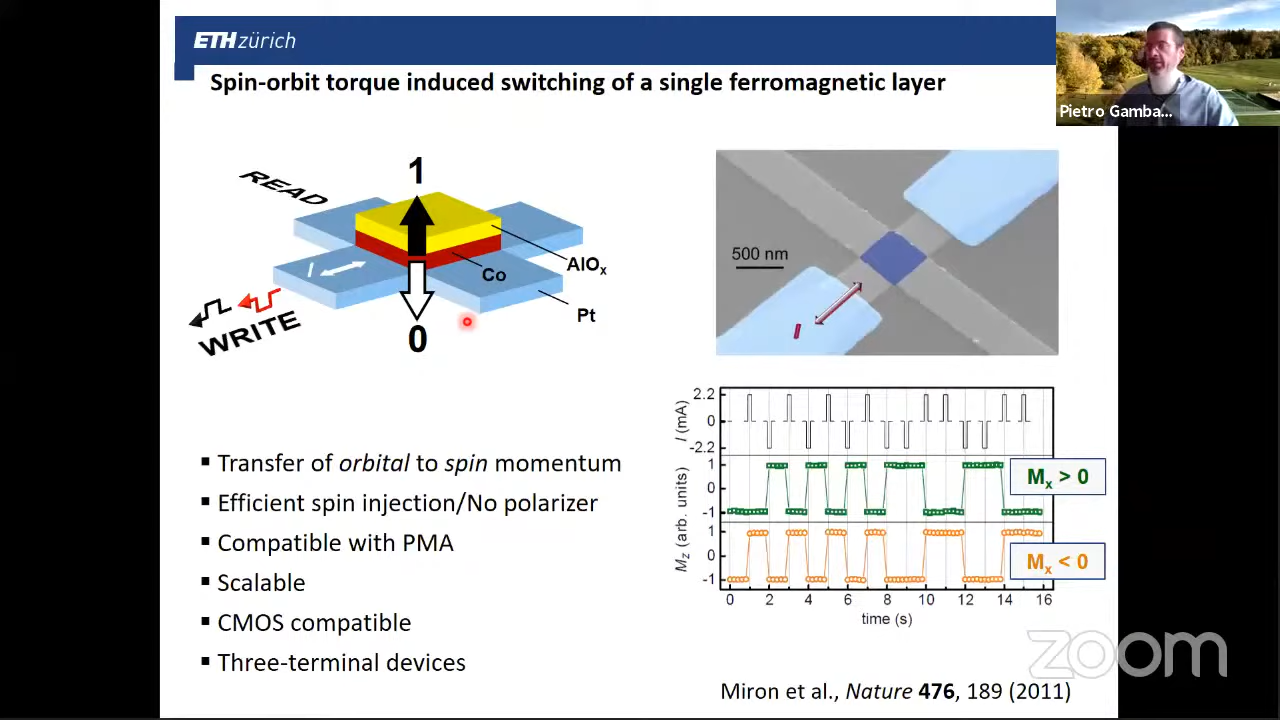 ETH zürich
Pietro Gamba...
Spin-orbit torque induced switching of a single ferromagnetic layer
READ
1
I
Co
AlOx
Pt
WRITE
0
500 nm
I
▪ Transfer of orbital to spin momentum
▪ Efficient spin injection/No polarizer
▪ Compatible with PMA
▪ Scalable
▪ CMOS compatible
▪ Three-terminal devices
I (mA)
2.2
0
-2.2
Mz (arb. units)
1
0
-1
1
0
-1
Mx > 0
Mx < 0
0 2 4 6 8 10 12 14 16
time (s)
zoom
Miron et al., Nature 476, 189 (2011)